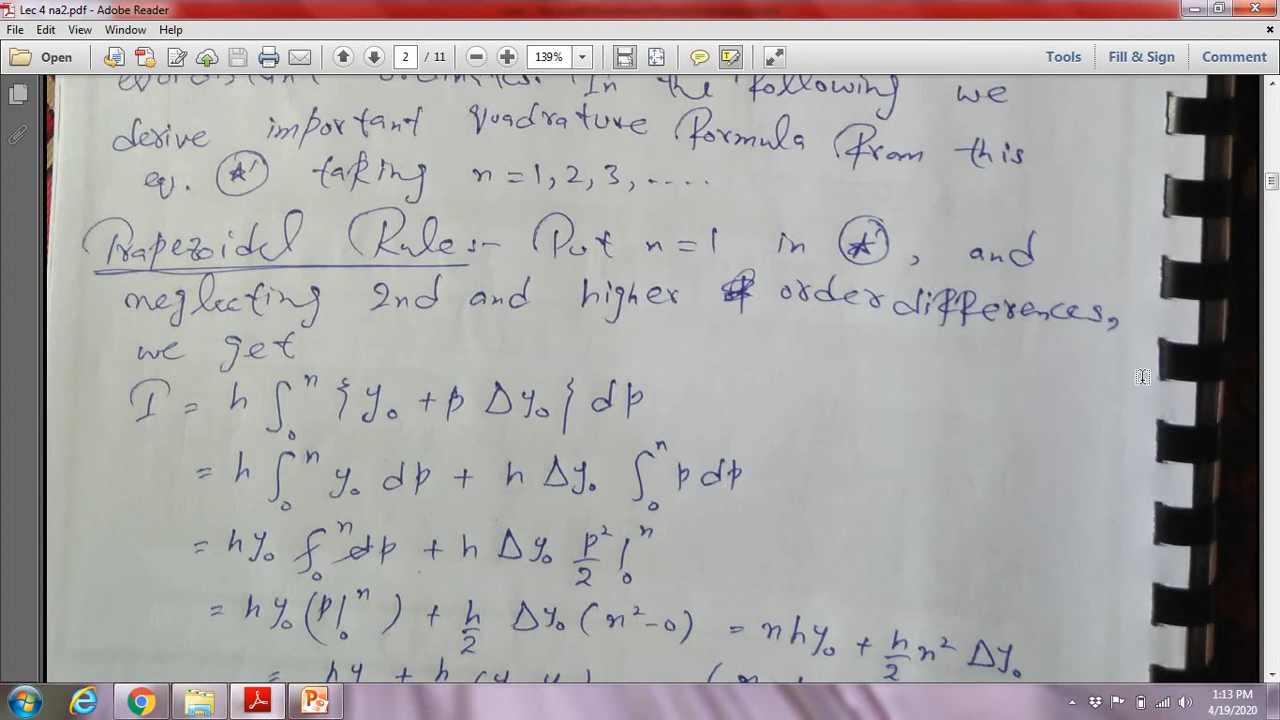 Lec 4 na2.pdf - Adobe Reader
File Edit View Window Help
Open 2 / 11 139% Tools Fill & Sign Comment
In the following we
derive important quadrature formula from this
eq. (*') taking n = 1, 2, 3, ....
Trapezoidal Rule:- Put n = 1 in (*'), and
neglecting 2nd and higher order differences,
we get
I = h ∫₀ⁿ { y₀ + p Δy₀ } dp
= h ∫₀ⁿ y₀ dp + h Δy₀ ∫₀ⁿ p dp
= hy₀ ∫₀ⁿ dp + h Δy₀ p²/2 |₀ⁿ
= hy₀ (p|₀ⁿ) + h/2 Δy₀ (n²-0) = nhy₀ + h/2 n² Δy₀
1:13 PM
4/19/2020